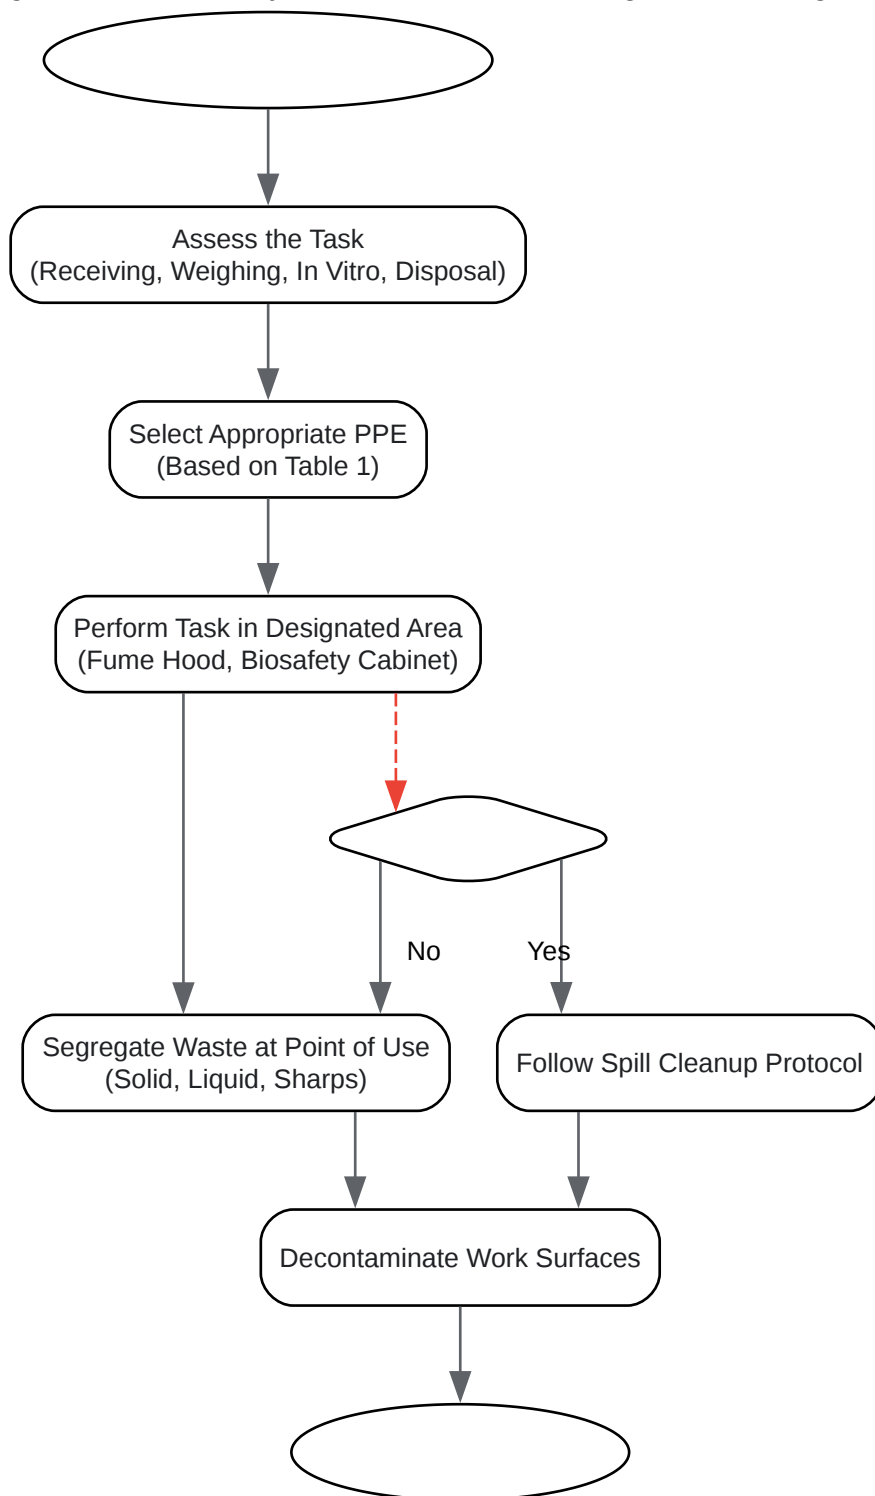 Assess the Task
(Receiving, Weighing, In Vitro, Disposal)
Select Appropriate PPE
(Based on Table 1)
Perform Task in Designated Area
(Fume Hood, Biosafety Cabinet)
No
Yes
Segregate Waste at Point of Use
(Solid, Liquid, Sharps)
Follow Spill Cleanup Protocol
Decontaminate Work Surfaces